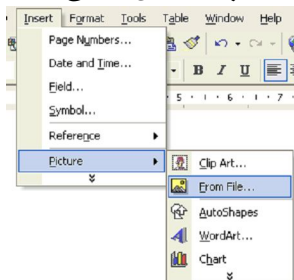 Insert Format Tools Table Window Help
B I U
5 6 7
Page Numbers...
Date and Time...
Field...
Symbol...
Reference
Picture
Clip Art...
From File...
AutoShapes
WordArt...
Chart